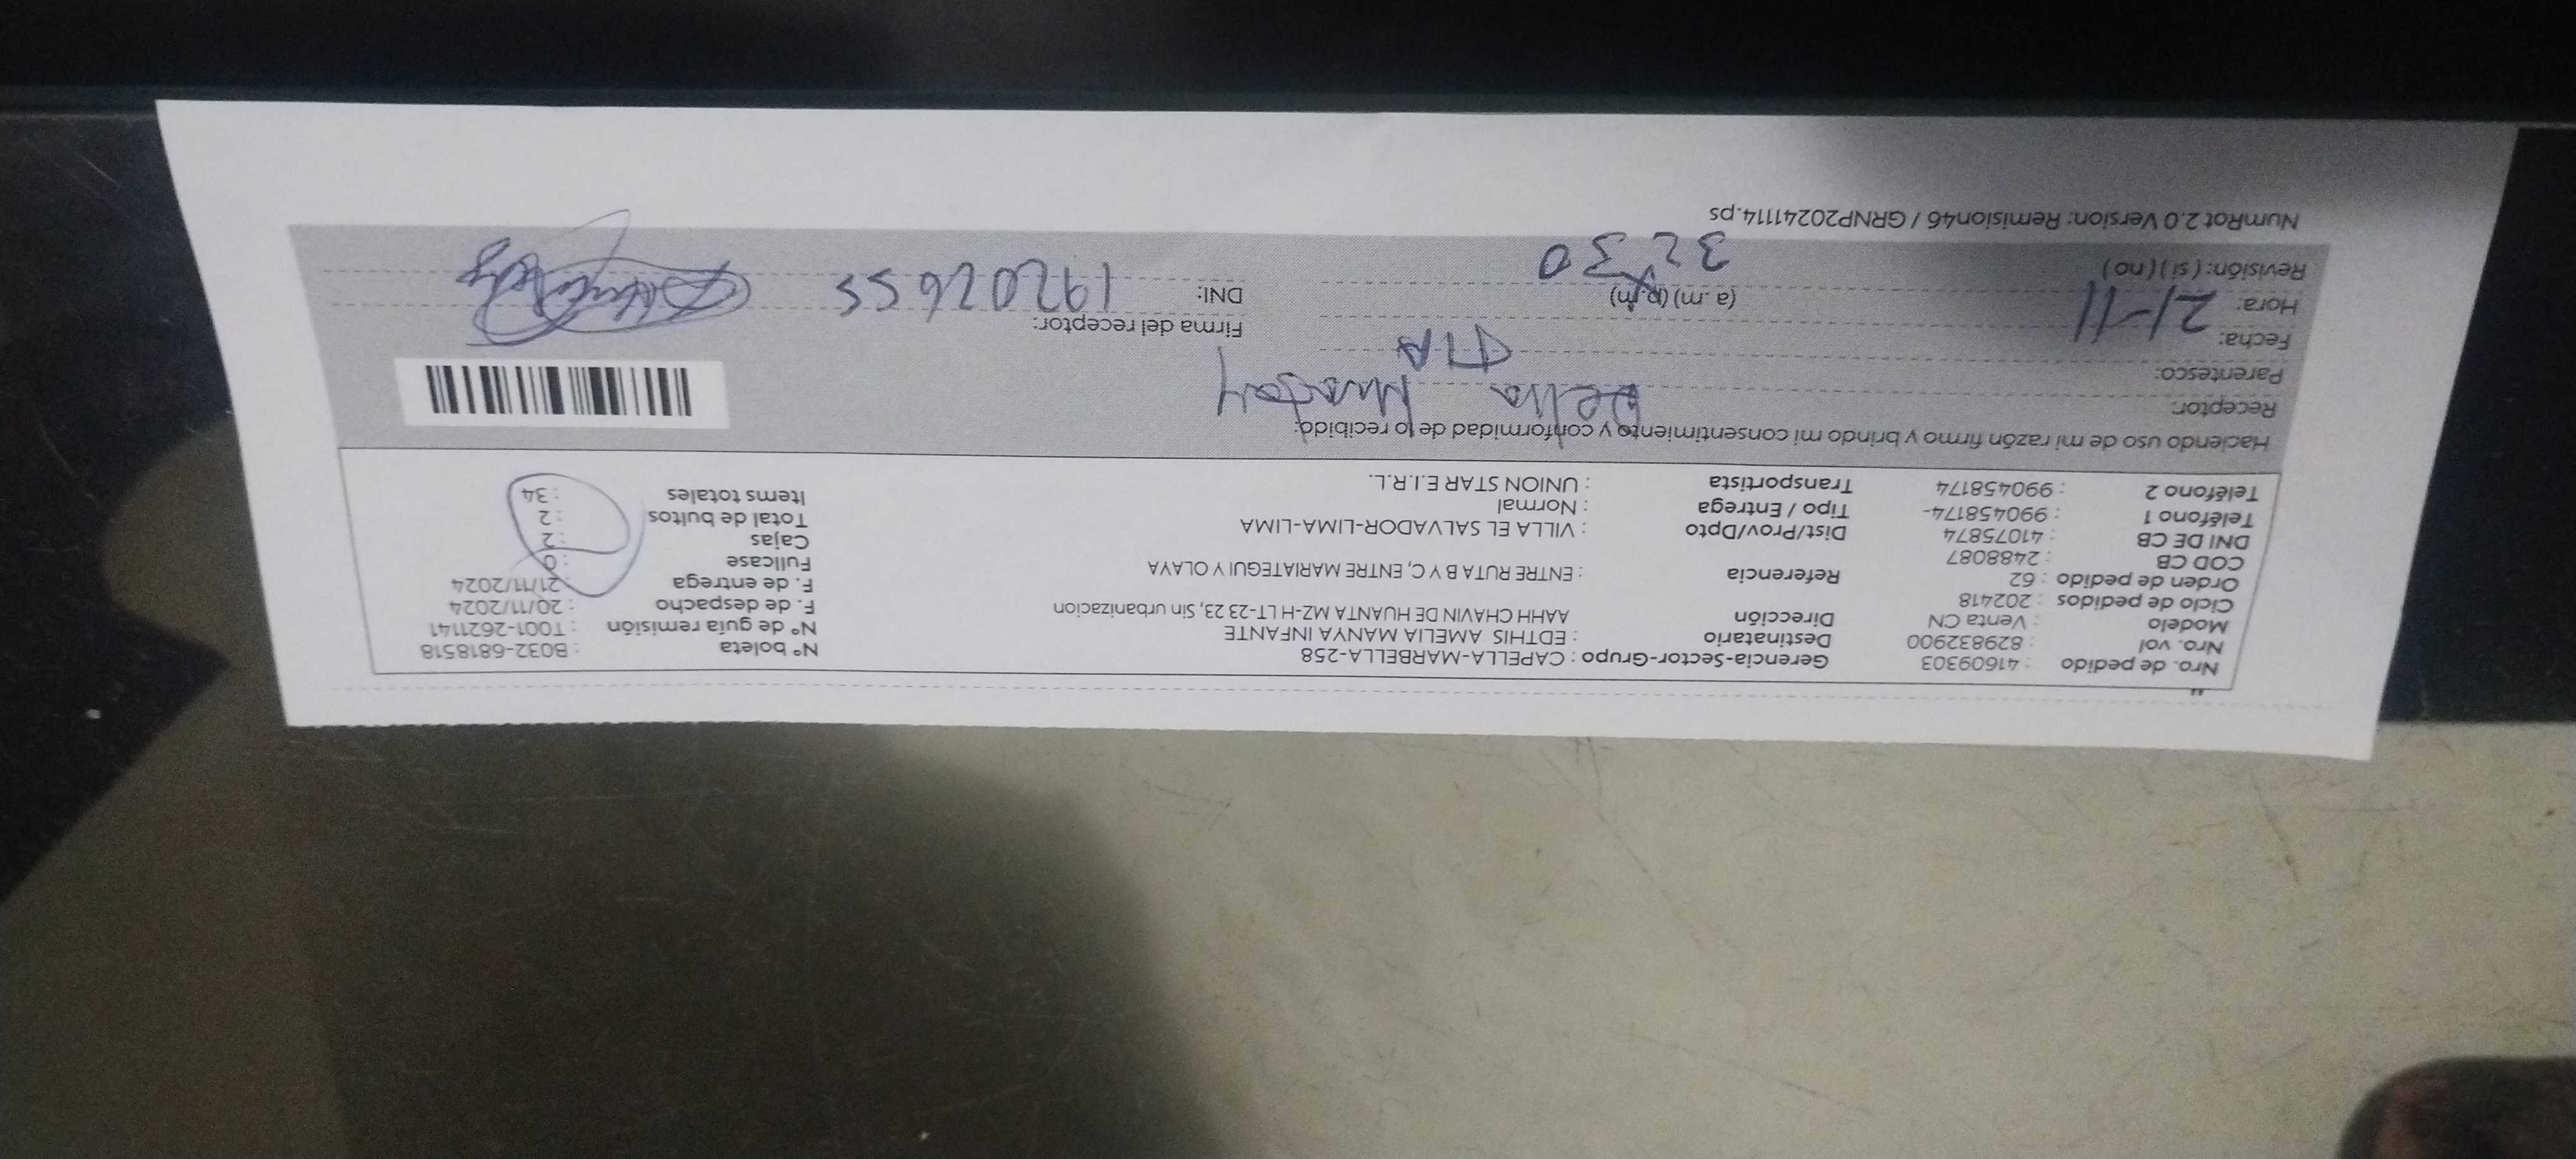 Nro. de pedido : 41609303
Nro. vol : 829832900
Modelo : Venta CN
Ciclo de pedidos : 202418
Orden de pedido : 62
COD CB : 2488087
DNI DE CB : 41075874
Teléfono 1 : 990458174-
Teléfono 2 : 990458174
Gerencia-Sector-Grupo : CAPELLA-MARBELLA-258
Destinatario : EDTHIS AMELIA MANYA INFANTE
Dirección AAHH CHAVIN DE HUANTA MZ-H LT-23 23, Sin urbanizacion
Referencia : ENTRE RUTA B Y C, ENTRE MARIATEGUI Y OLAYA
Dist/Prov/Dpto : VILLA EL SALVADOR-LIMA-LIMA
Tipo / Entrega : Normal
Transportista : UNION STAR E.I.R.L.
N° boleta : B032-6818518
N° de guía remisión : T001-2621141
F. de despacho : 20/11/2024
F. de entrega : 21/11/2024
Fullcase : 0
Cajas : 2
Total de bultos : 2
Items totales : 34
Haciendo uso de mi razón firmo y brindo mi consentimiento y conformidad de lo recibido:
Receptor:
Parentesco: TIA
Fecha: 21-11
Hora: (a.m) (p.m)
Revisión: ( si ) ( no )
Firma del receptor:
DNI: 19202655
NumRot 2.0 Version: Remision46 / GRNP20241114.ps